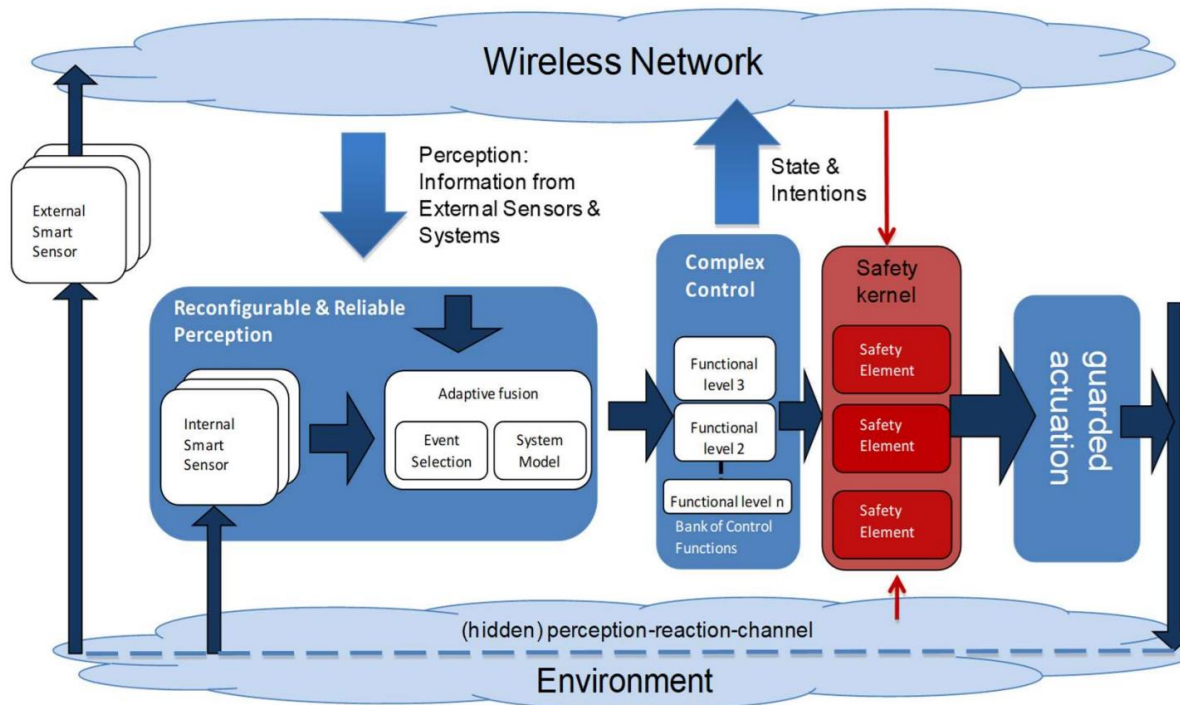 Wireless Network
Perception:
Information from
External Sensors &
Systems
State &
Intentions
External
Smart
Sensor
Reconfigurable & Reliable
Perception
Internal
Smart
Sensor
Adaptive fusion
Event
Selection
System
Model
Complex
Control
Functional
level 3
Functional
level 2
Functional level n
Bank of Control
Functions
Safety
kernel
Safety
Element
Safety
Element
Safety
Element
guarded
actuation
(hidden) perception-reaction-channel
Environment